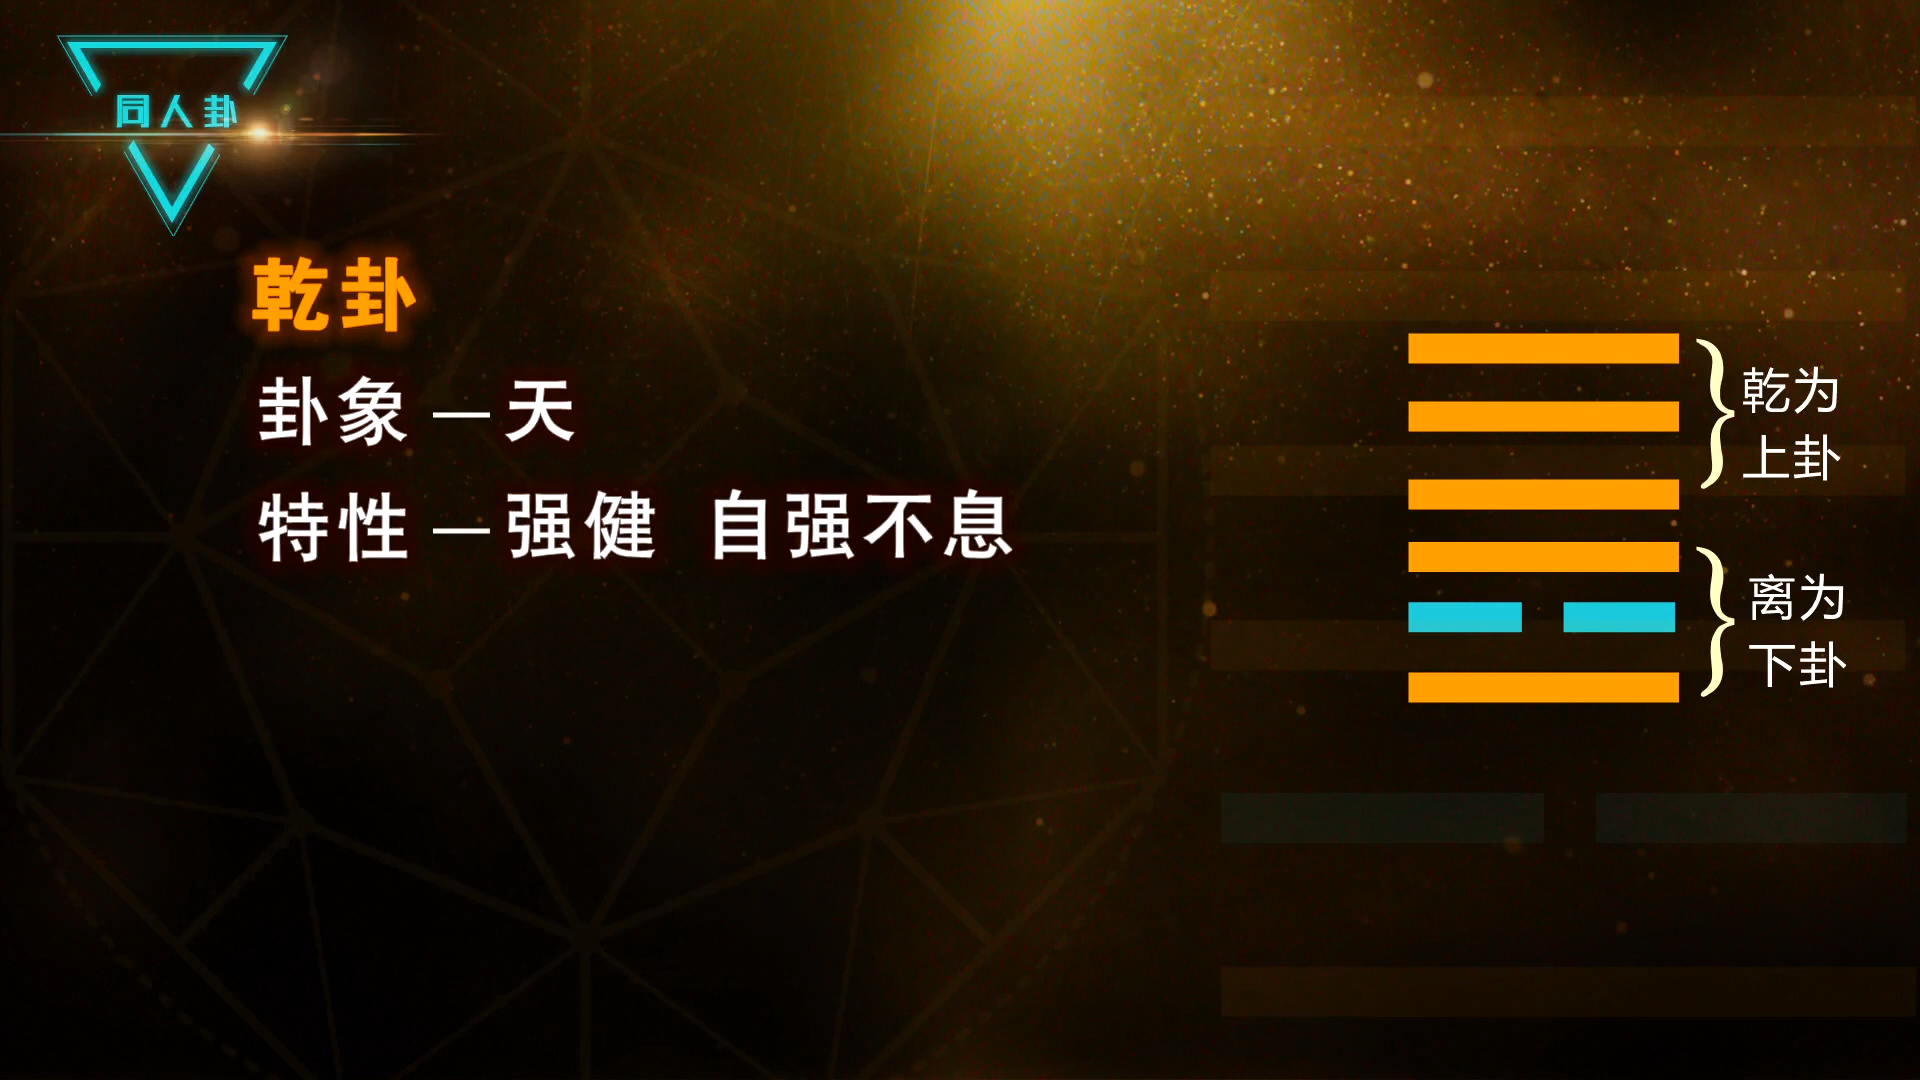 同人卦
乾卦
卦象—天
特性—强健 自强不息
乾为
上卦
离为
下卦